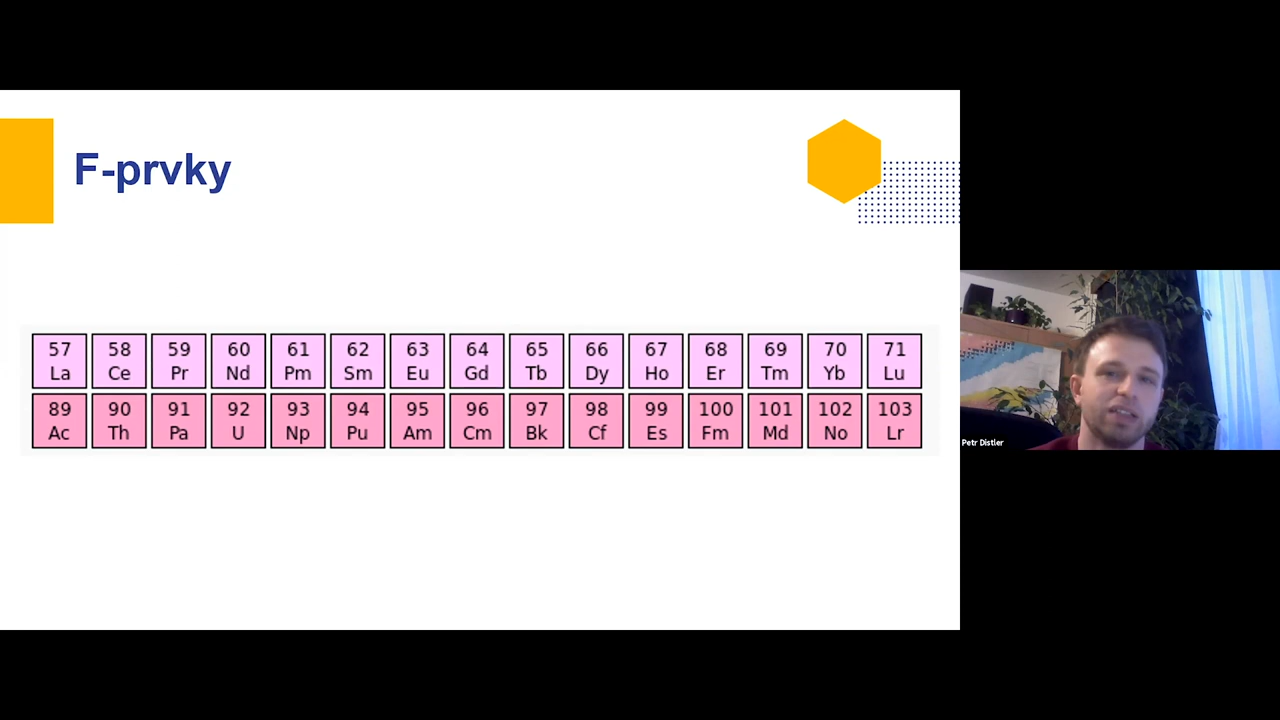 F-prvky
57 58 59 60 61 62 63 64 65 66 67 68 69 70 71
La Ce Pr Nd Pm Sm Eu Gd Tb Dy Ho Er Tm Yb Lu
89 90 91 92 93 94 95 96 97 98 99 100 101 102 103
Ac Th Pa U Np Pu Am Cm Bk Cf Es Fm Md No Lr
Petr Distler